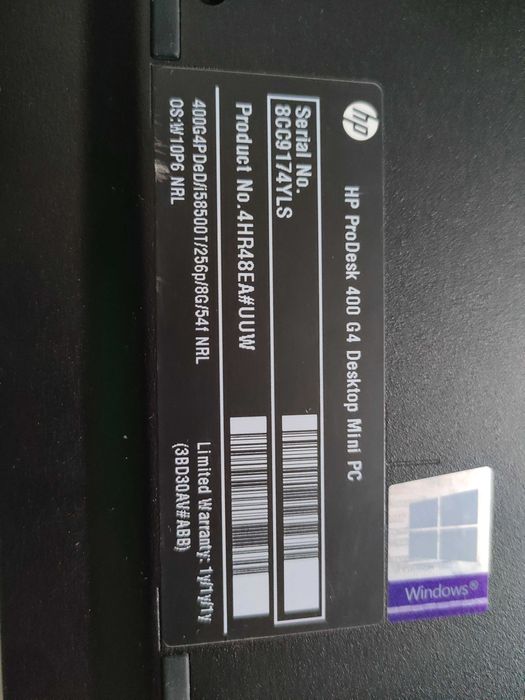 hp
HP ProDesk 400 G4 Desktop Mini PC
Serial No.
8CC9174YLS
Product No.4HR48EA#UUW
400G4PDeD/i58500T/256p/8G/54f NRL
OS:W10P6 NRL
Limited Warranty: 1y/1y/1y
(3BD30AV#ABB)
Windows®